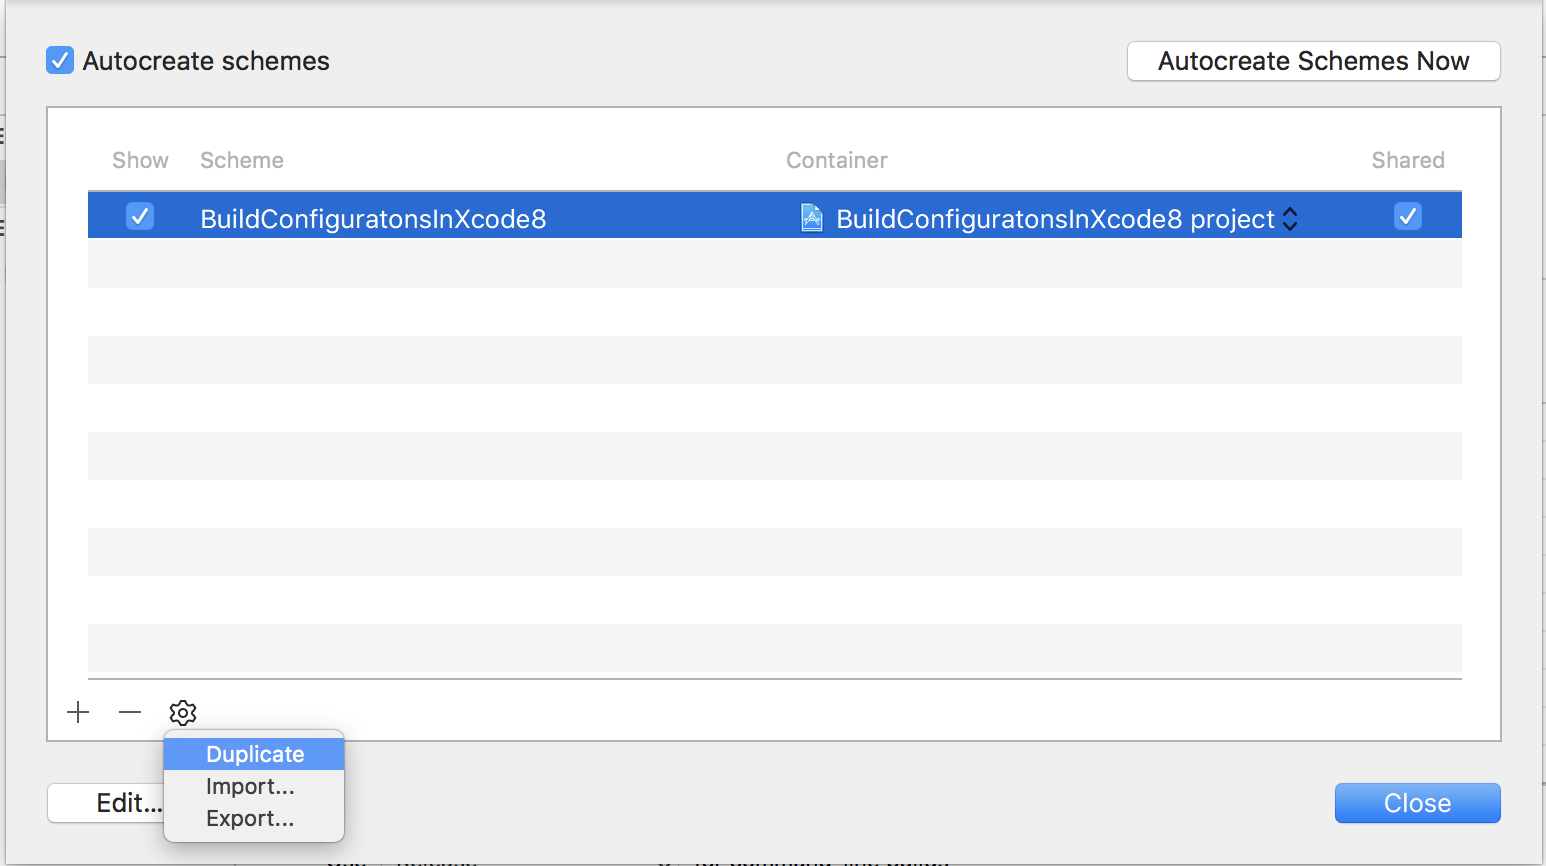 Autocreate schemes
Autocreate Schemes Now
Show Scheme Container Shared
BuildConfiguratonsInXcode8 BuildConfiguratonsInXcode8 project
Duplicate
Import...
Export...
Edit...
Close